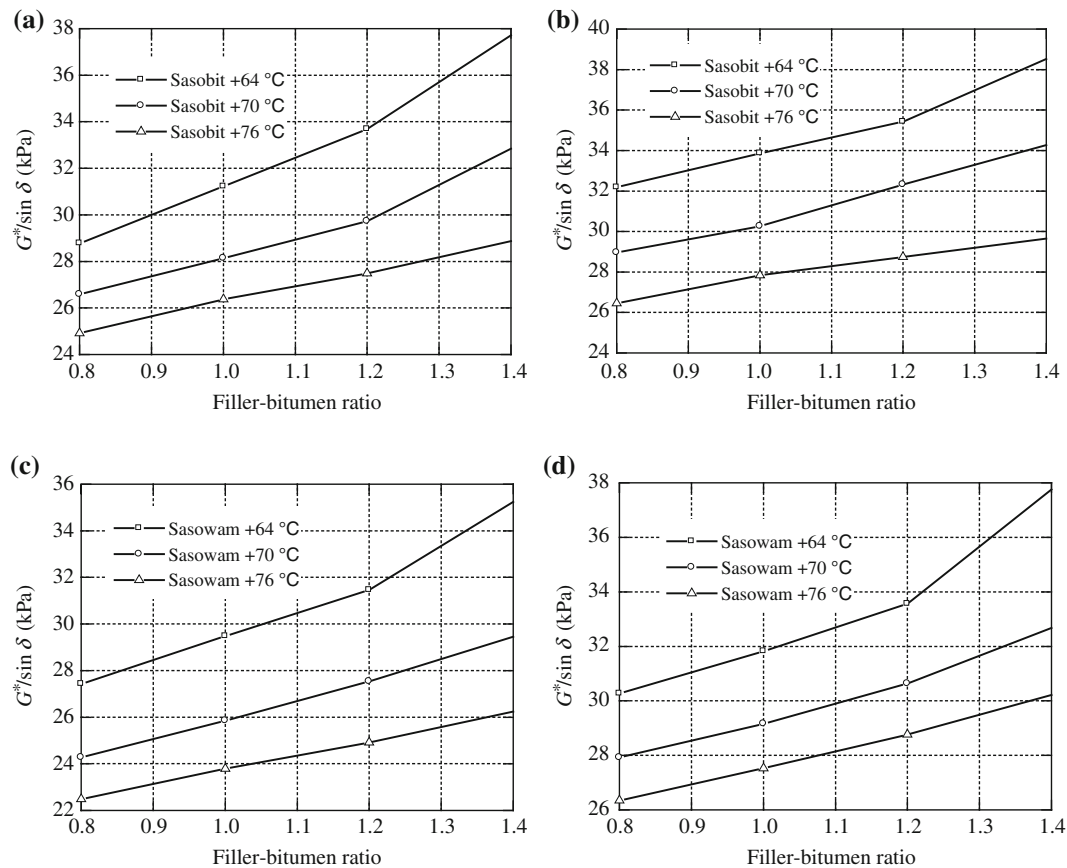 (a)
38
36
34
32
30
28
26
24
G*/sin δ (kPa)
Sasobit +64 °C
Sasobit +70 °C
Sasobit +76 °C
0.8 0.9 1.0 1.1 1.2 1.3 1.4
Filler-bitumen ratio
(b)
40
38
36
34
32
30
28
26
24
G*/sin δ (kPa)
Sasobit +64 °C
Sasobit +70 °C
Sasobit +76 °C
0.8 0.9 1.0 1.1 1.2 1.3 1.4
Filler-bitumen ratio
(c)
36
34
32
30
28
26
24
22
G*/sin δ (kPa)
Sasowam +64 °C
Sasowam +70 °C
Sasowam +76 °C
0.8 0.9 1.0 1.1 1.2 1.3 1.4
Filler-bitumen ratio
(d)
38
36
34
32
30
28
26
G*/sin δ (kPa)
Sasowam +64 °C
Sasowam +70 °C
Sasowam +76 °C
0.8 0.9 1.0 1.1 1.2 1.3 1.4
Filler-bitumen ratio